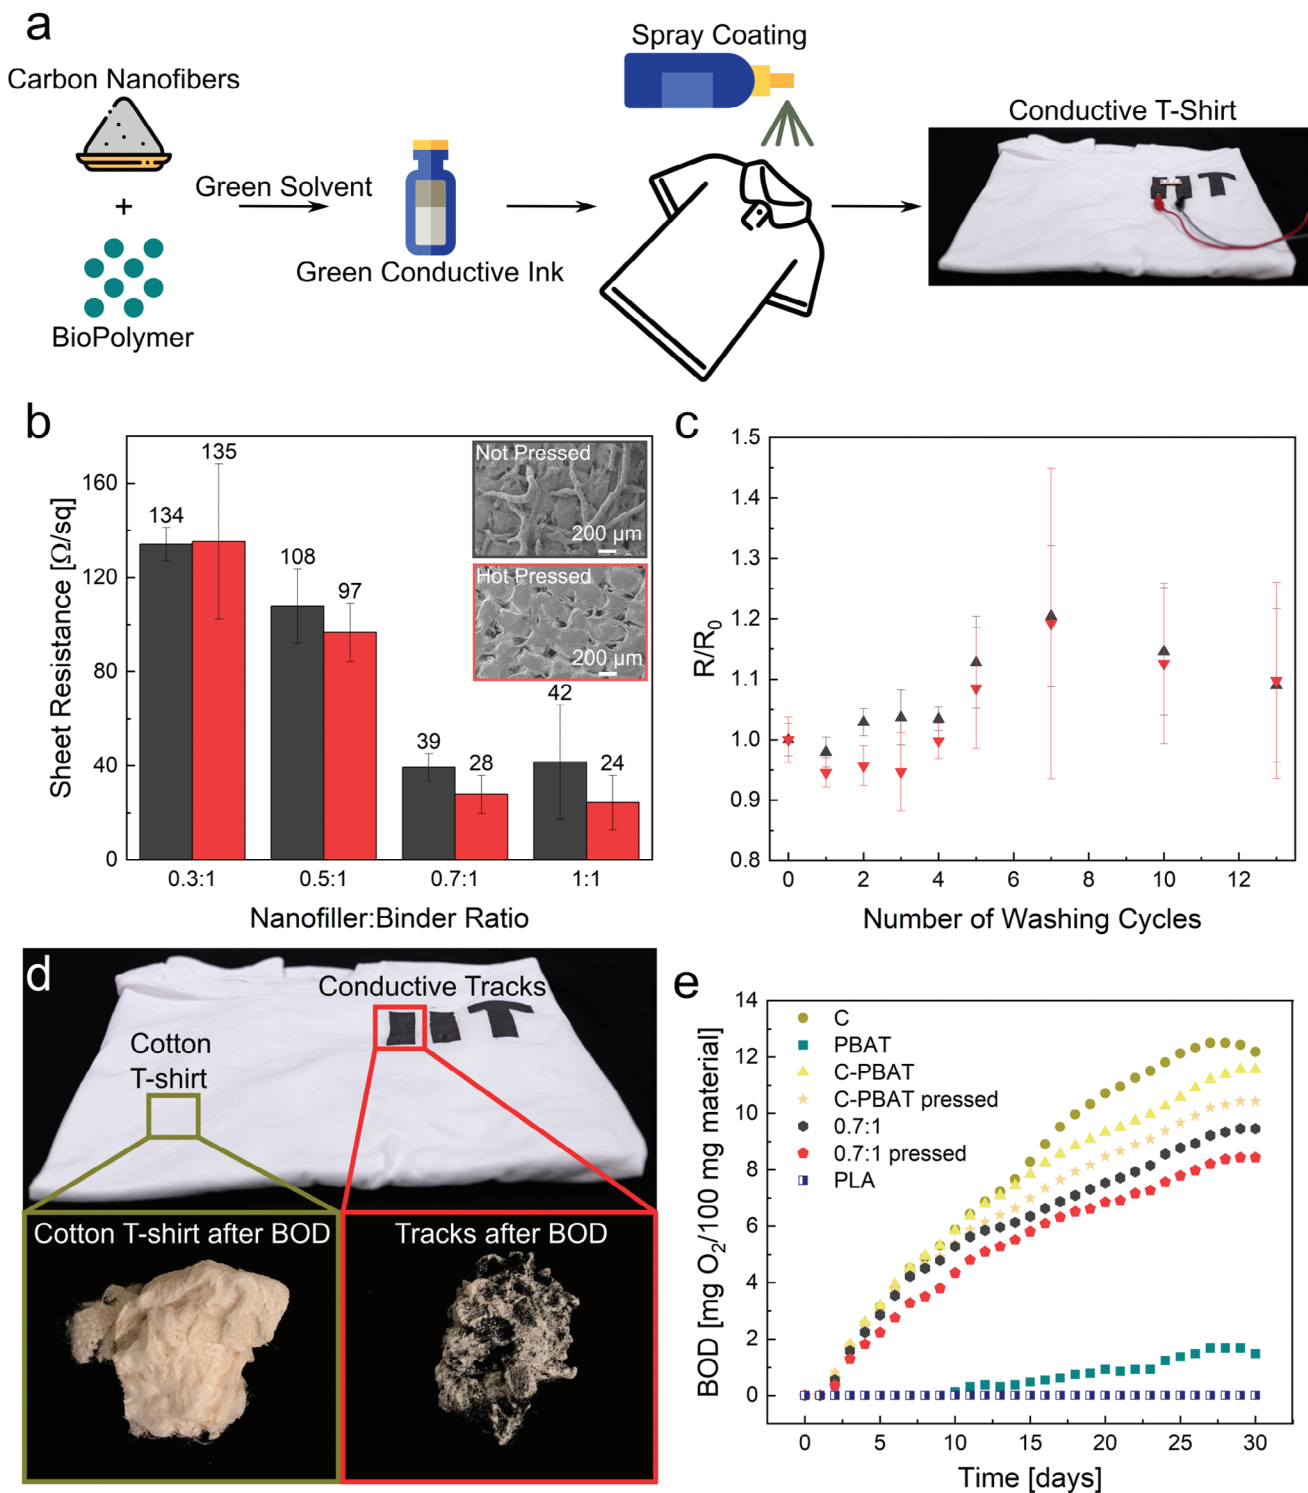 a
Carbon Nanofibers
+
BioPolymer
Green Solvent
Green Conductive Ink
Spray Coating
Conductive T-Shirt
b
Sheet Resistance [Ω/sq]
160
120
80
40
0
134
135
108
97
39
28
42
24
Not Pressed
200 µm
Hot Pressed
200 µm
0.3:1
0.5:1
0.7:1
1:1
Nanofiller:Binder Ratio
c
R/R₀
1.5
1.4
1.3
1.2
1.1
1.0
0.9
0.8
0
2
4
6
8
10
12
Number of Washing Cycles
d
Conductive Tracks
Cotton
T-shirt
Cotton T-shirt after BOD
Tracks after BOD
e
BOD [mg O₂/100 mg material]
14
12
10
8
6
4
2
0
C
PBAT
C-PBAT
C-PBAT pressed
0.7:1
0.7:1 pressed
PLA
0
5
10
15
20
25
30
Time [days]